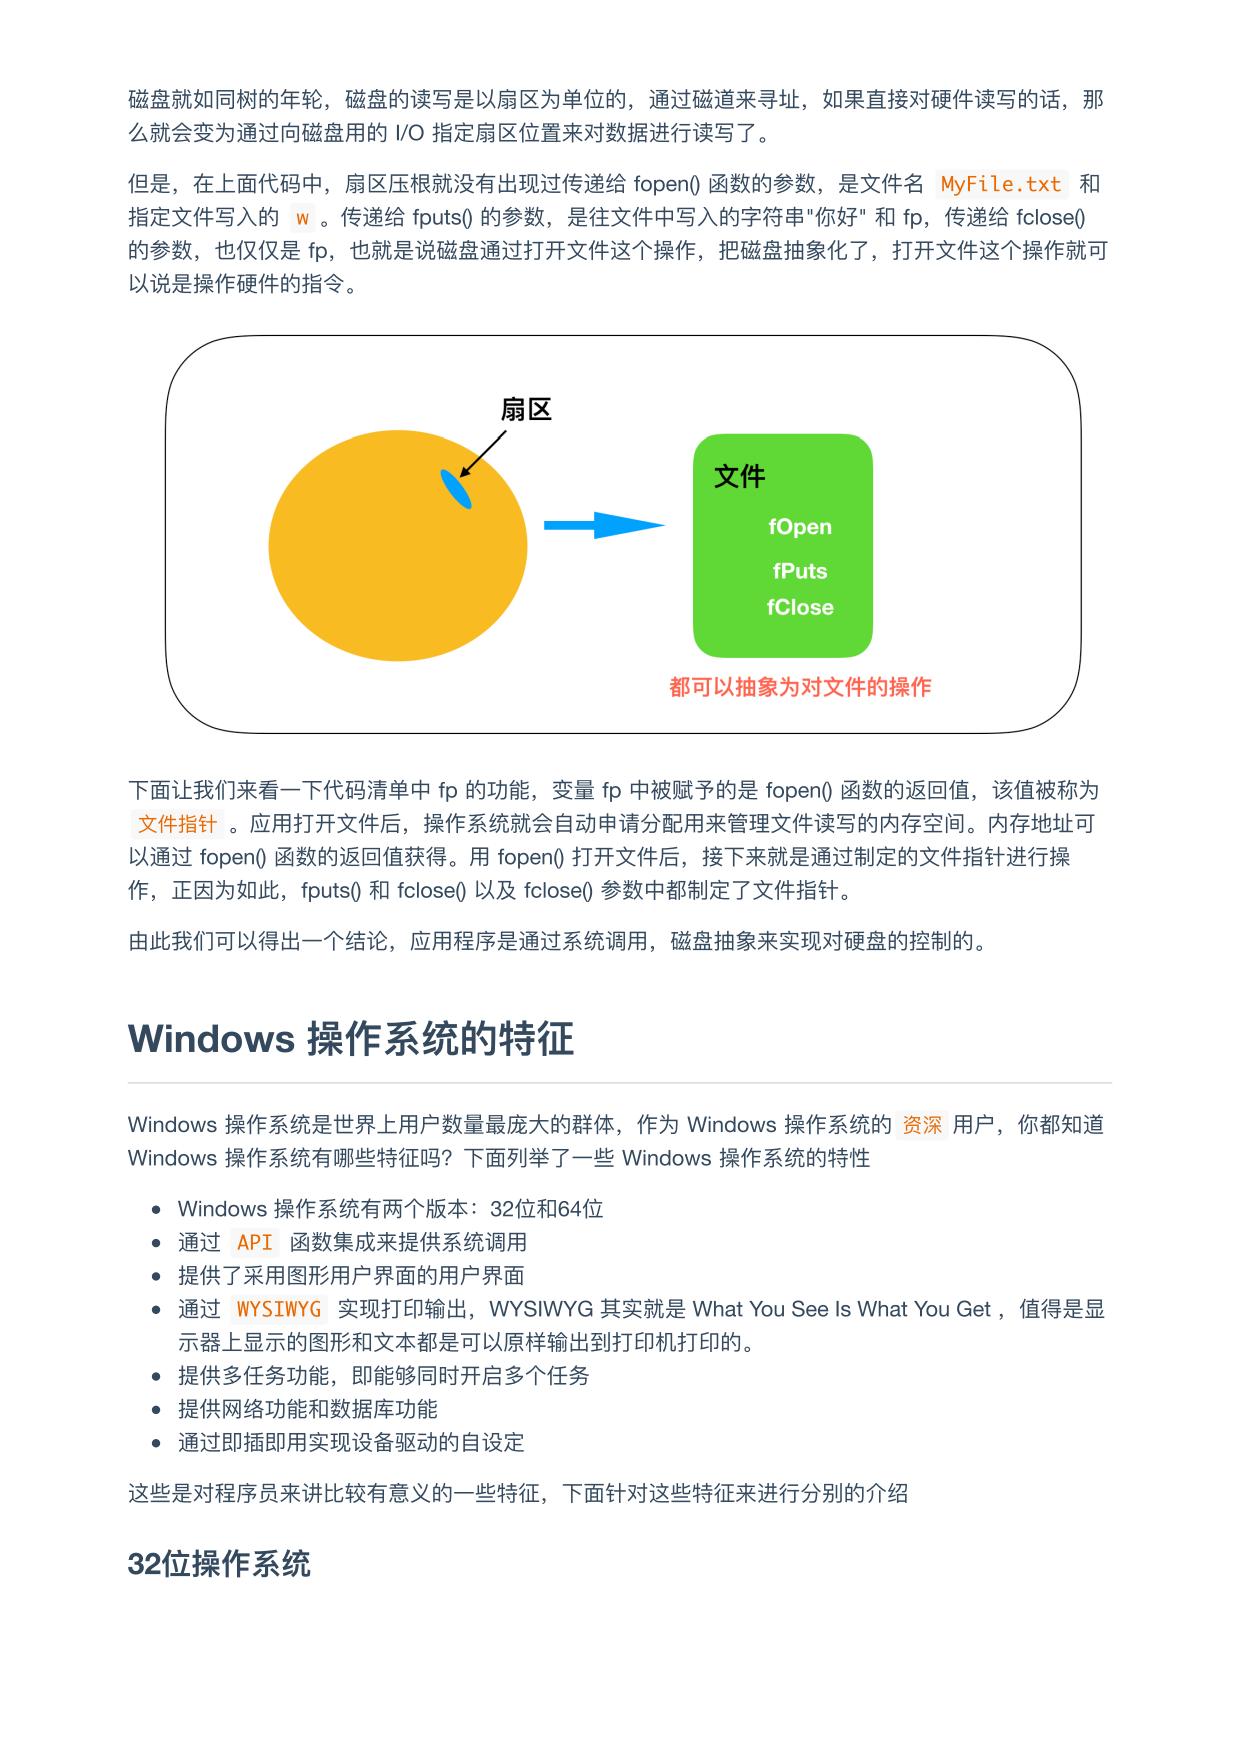 磁盘就如同树的年轮，磁盘的读写是以扇区为单位的，通过磁道来寻址，如果直接对硬件读写的话，那
么就会变为通过向磁盘用的 I/O 指定扇区位置来对数据进行读写了。
但是，在上面代码中，扇区压根就没有出现过传递给 fopen() 函数的参数，是文件名 MyFile.txt 和
指定文件写入的 w 。传递给 fputs() 的参数，是往文件中写入的字符串"你好" 和 fp，传递给 fclose()
的参数，也仅仅是 fp，也就是说磁盘通过打开文件这个操作，把磁盘抽象化了，打开文件这个操作就可
以说是操作硬件的指令。
扇区
文件
fOpen
fPuts
fClose
都可以抽象为对文件的操作
下面让我们来看一下代码清单中 fp 的功能，变量 fp 中被赋予的是 fopen() 函数的返回值，该值被称为
文件指针 。应用打开文件后，操作系统就会自动申请分配用来管理文件读写的内存空间。内存地址可
以通过 fopen() 函数的返回值获得。用 fopen() 打开文件后，接下来就是通过制定的文件指针进行操
作，正因为如此，fputs() 和 fclose() 以及 fclose() 参数中都制定了文件指针。
由此我们可以得出一个结论，应用程序是通过系统调用，磁盘抽象来实现对硬盘的控制的。
Windows 操作系统的特征
Windows 操作系统是世界上用户数量最庞大的群体，作为 Windows 操作系统的 资深 用户，你都知道
Windows 操作系统有哪些特征吗？下面列举了一些 Windows 操作系统的特性
• Windows 操作系统有两个版本：32位和64位
• 通过 API 函数集成来提供系统调用
• 提供了采用图形用户界面的用户界面
• 通过 WYSIWYG 实现打印输出，WYSIWYG 其实就是 What You See Is What You Get ，值得是显
示器上显示的图形和文本都是可以原样输出到打印机打印的。
• 提供多任务功能，即能够同时开启多个任务
• 提供网络功能和数据库功能
• 通过即插即用实现设备驱动的自设定
这些是对程序员来讲比较有意义的一些特征，下面针对这些特征来进行分别的介绍
32位操作系统